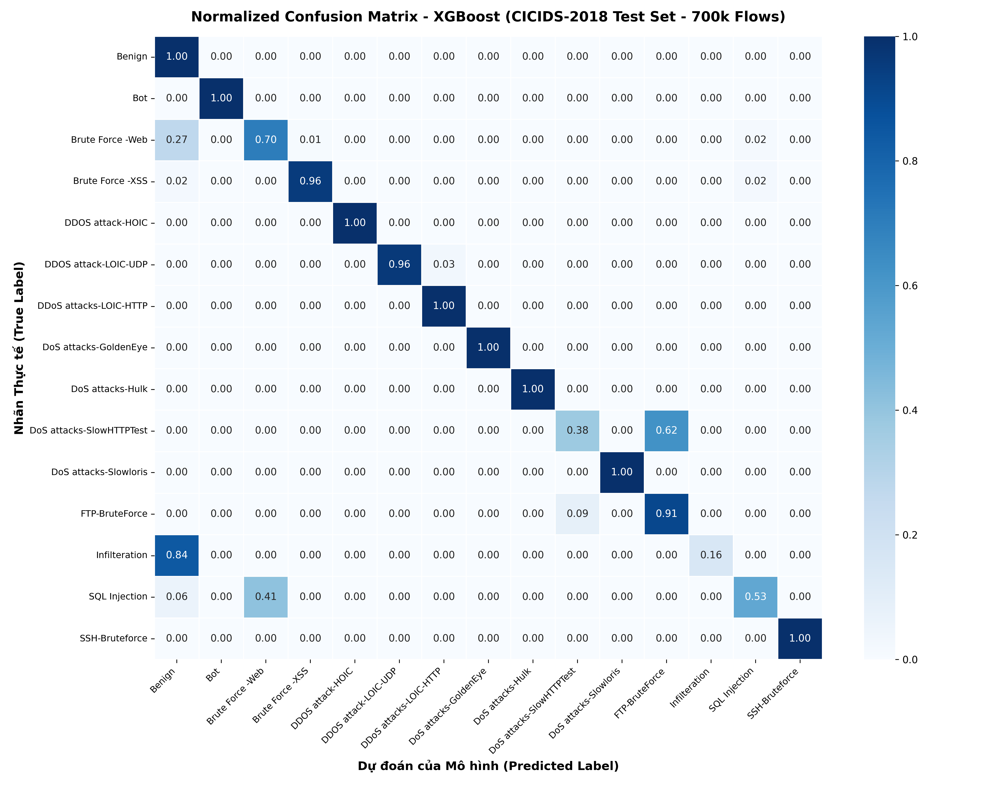 Normalized Confusion Matrix - XGBoost (CICIDS-2018 Test Set - 700k Flows)
Nhãn Thực tế (True Label)
Benign 1.00 0.00 0.00 0.00 0.00 0.00 0.00 0.00 0.00 0.00 0.00 0.00 0.00 0.00 0.00
Bot 0.00 1.00 0.00 0.00 0.00 0.00 0.00 0.00 0.00 0.00 0.00 0.00 0.00 0.00 0.00
Brute Force -Web 0.27 0.00 0.70 0.01 0.00 0.00 0.00 0.00 0.00 0.00 0.00 0.00 0.00 0.02 0.00
Brute Force -XSS 0.02 0.00 0.00 0.96 0.00 0.00 0.00 0.00 0.00 0.00 0.00 0.00 0.00 0.02 0.00
DDOS attack-HOIC 0.00 0.00 0.00 0.00 1.00 0.00 0.00 0.00 0.00 0.00 0.00 0.00 0.00 0.00 0.00
DDOS attack-LOIC-UDP 0.00 0.00 0.00 0.00 0.00 0.96 0.03 0.00 0.00 0.00 0.00 0.00 0.00 0.00 0.00
DDoS attacks-LOIC-HTTP 0.00 0.00 0.00 0.00 0.00 0.00 1.00 0.00 0.00 0.00 0.00 0.00 0.00 0.00 0.00
DoS attacks-GoldenEye 0.00 0.00 0.00 0.00 0.00 0.00 0.00 1.00 0.00 0.00 0.00 0.00 0.00 0.00 0.00
DoS attacks-Hulk 0.00 0.00 0.00 0.00 0.00 0.00 0.00 0.00 1.00 0.00 0.00 0.00 0.00 0.00 0.00
DoS attacks-SlowHTTPTest 0.00 0.00 0.00 0.00 0.00 0.00 0.00 0.00 0.00 0.38 0.00 0.62 0.00 0.00 0.00
DoS attacks-Slowloris 0.00 0.00 0.00 0.00 0.00 0.00 0.00 0.00 0.00 0.00 1.00 0.00 0.00 0.00 0.00
FTP-BruteForce 0.00 0.00 0.00 0.00 0.00 0.00 0.00 0.00 0.00 0.09 0.00 0.91 0.00 0.00 0.00
Infilteration 0.84 0.00 0.00 0.00 0.00 0.00 0.00 0.00 0.00 0.00 0.00 0.00 0.16 0.00 0.00
SQL Injection 0.06 0.00 0.41 0.00 0.00 0.00 0.00 0.00 0.00 0.00 0.00 0.00 0.00 0.53 0.00
SSH-Bruteforce 0.00 0.00 0.00 0.00 0.00 0.00 0.00 0.00 0.00 0.00 0.00 0.00 0.00 0.00 1.00
Benign
Bot
Brute Force -Web
Brute Force -XSS
DDOS attack-HOIC
DDOS attack-LOIC-UDP
DDoS attacks-LOIC-HTTP
DoS attacks-GoldenEye
DoS attacks-Hulk
DoS attacks-SlowHTTPTest
DoS attacks-Slowloris
FTP-BruteForce
Infilteration
SQL Injection
SSH-Bruteforce
Dự đoán của Mô hình (Predicted Label)
1.0
0.8
0.6
0.4
0.2
0.0